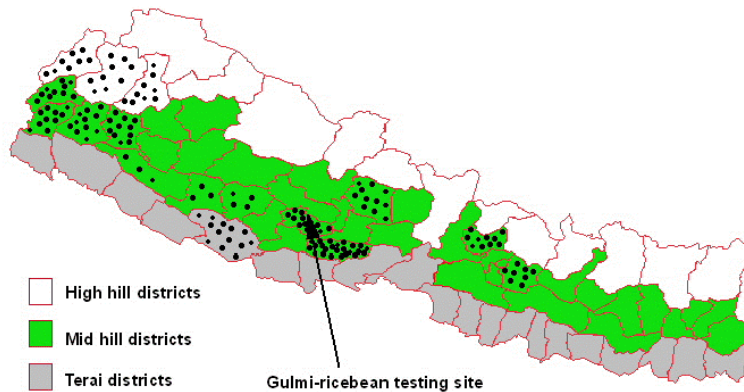 High hill districts
Mid hill districts
Terai districts
Gulmi-ricebean testing site